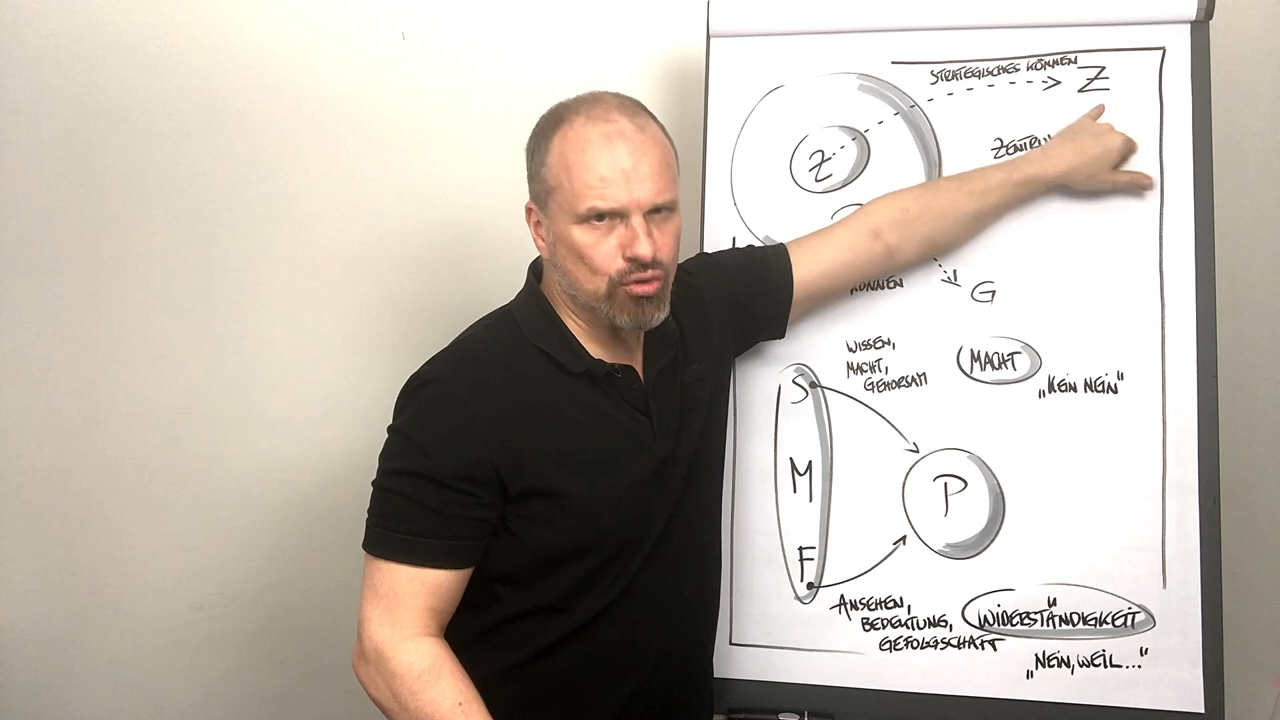 STRATEGISCHES KÖNNEN
Z
Z
KÖNNEN
G
WISSEN,
MACHT,
GEHORSAM
MACHT
„KEIN NEIN“
S
M
F
P
ANSEHEN,
BEDEUTUNG,
GEFOLGSCHAFT
WIDERSTÄNDIGKEIT
„NEIN, WEIL...“